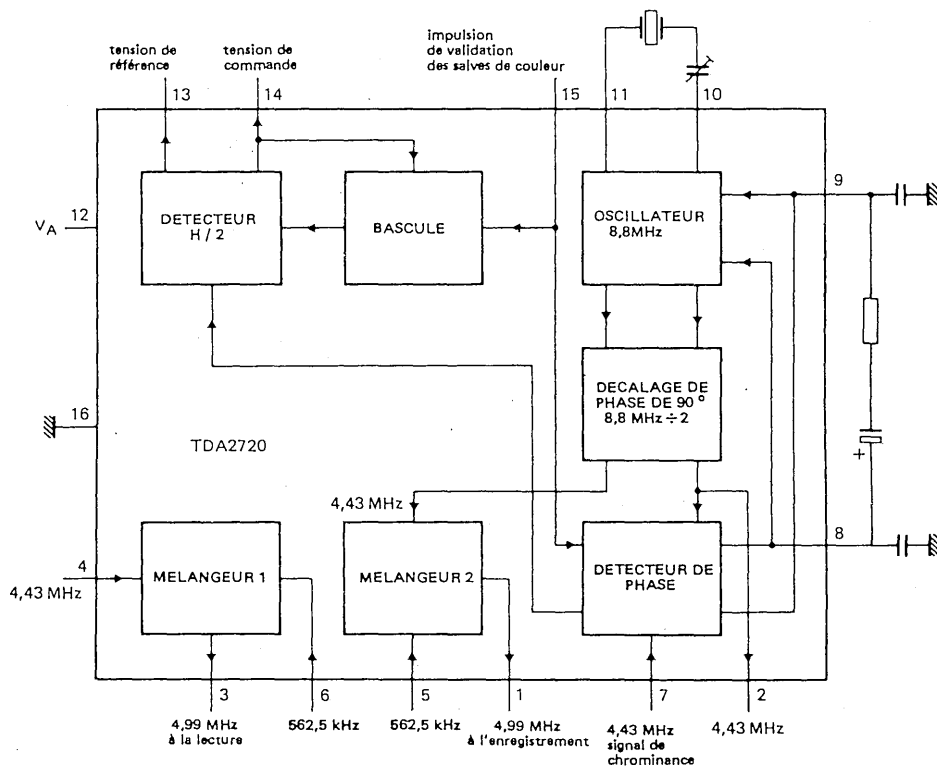 tension de
référence
tension de
commande
impulsion
de validation
des salves de couleur
13
14
15
11
10
9
12
VA
DETECTEUR
H / 2
BASCULE
OSCILLATEUR
8,8MHz
DECALAGE DE
PHASE DE 90°
8,8 MHz ÷ 2
16
TDA2720
+
4,43 MHz
8
4
4,43 MHz
MELANGEUR 1
MELANGEUR 2
DETECTEUR DE
PHASE
3
6
5
1
7
2
4,99 MHz
à la lecture
562,5 kHz
562,5 kHz
4,99 MHz
à l'enregistrement
4,43 MHz
signal de
chrominance
4,43 MHz